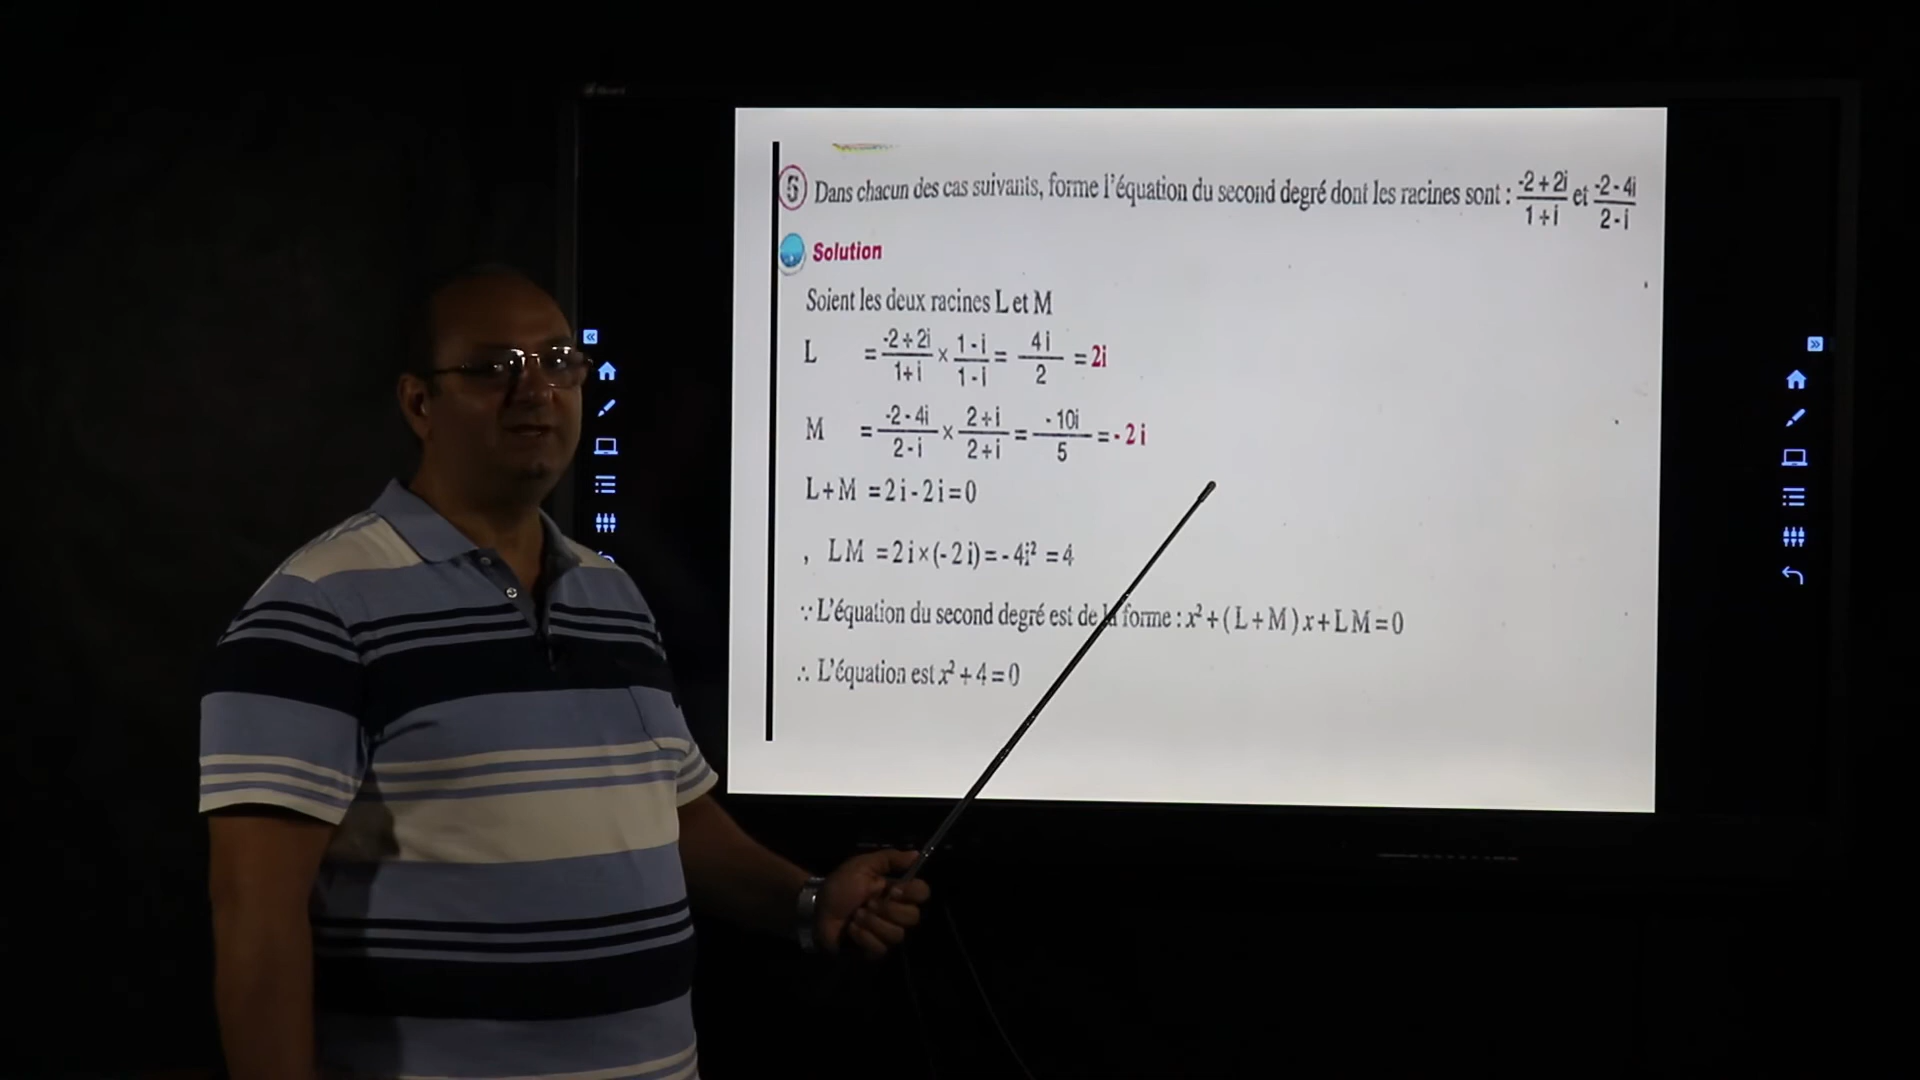 5 Dans chacun des cas suivants, forme l'équation du second degré dont les racines sont : (-2+2i)/(1+i) et (-2-4i)/(2-i)
Solution
Soient les deux racines L et M
L = (-2+2i)/(1+i) × (1-i)/(1-i) = 4i/2 = 2i
M = (-2-4i)/(2-i) × (2+i)/(2+i) = -10i/5 = -2i
L+M = 2i-2i=0
, LM = 2i×(-2i)=-4i² =4
∵ L'équation du second degré est de la forme : x²+(L+M)x+LM=0
∴ L'équation est x²+4=0